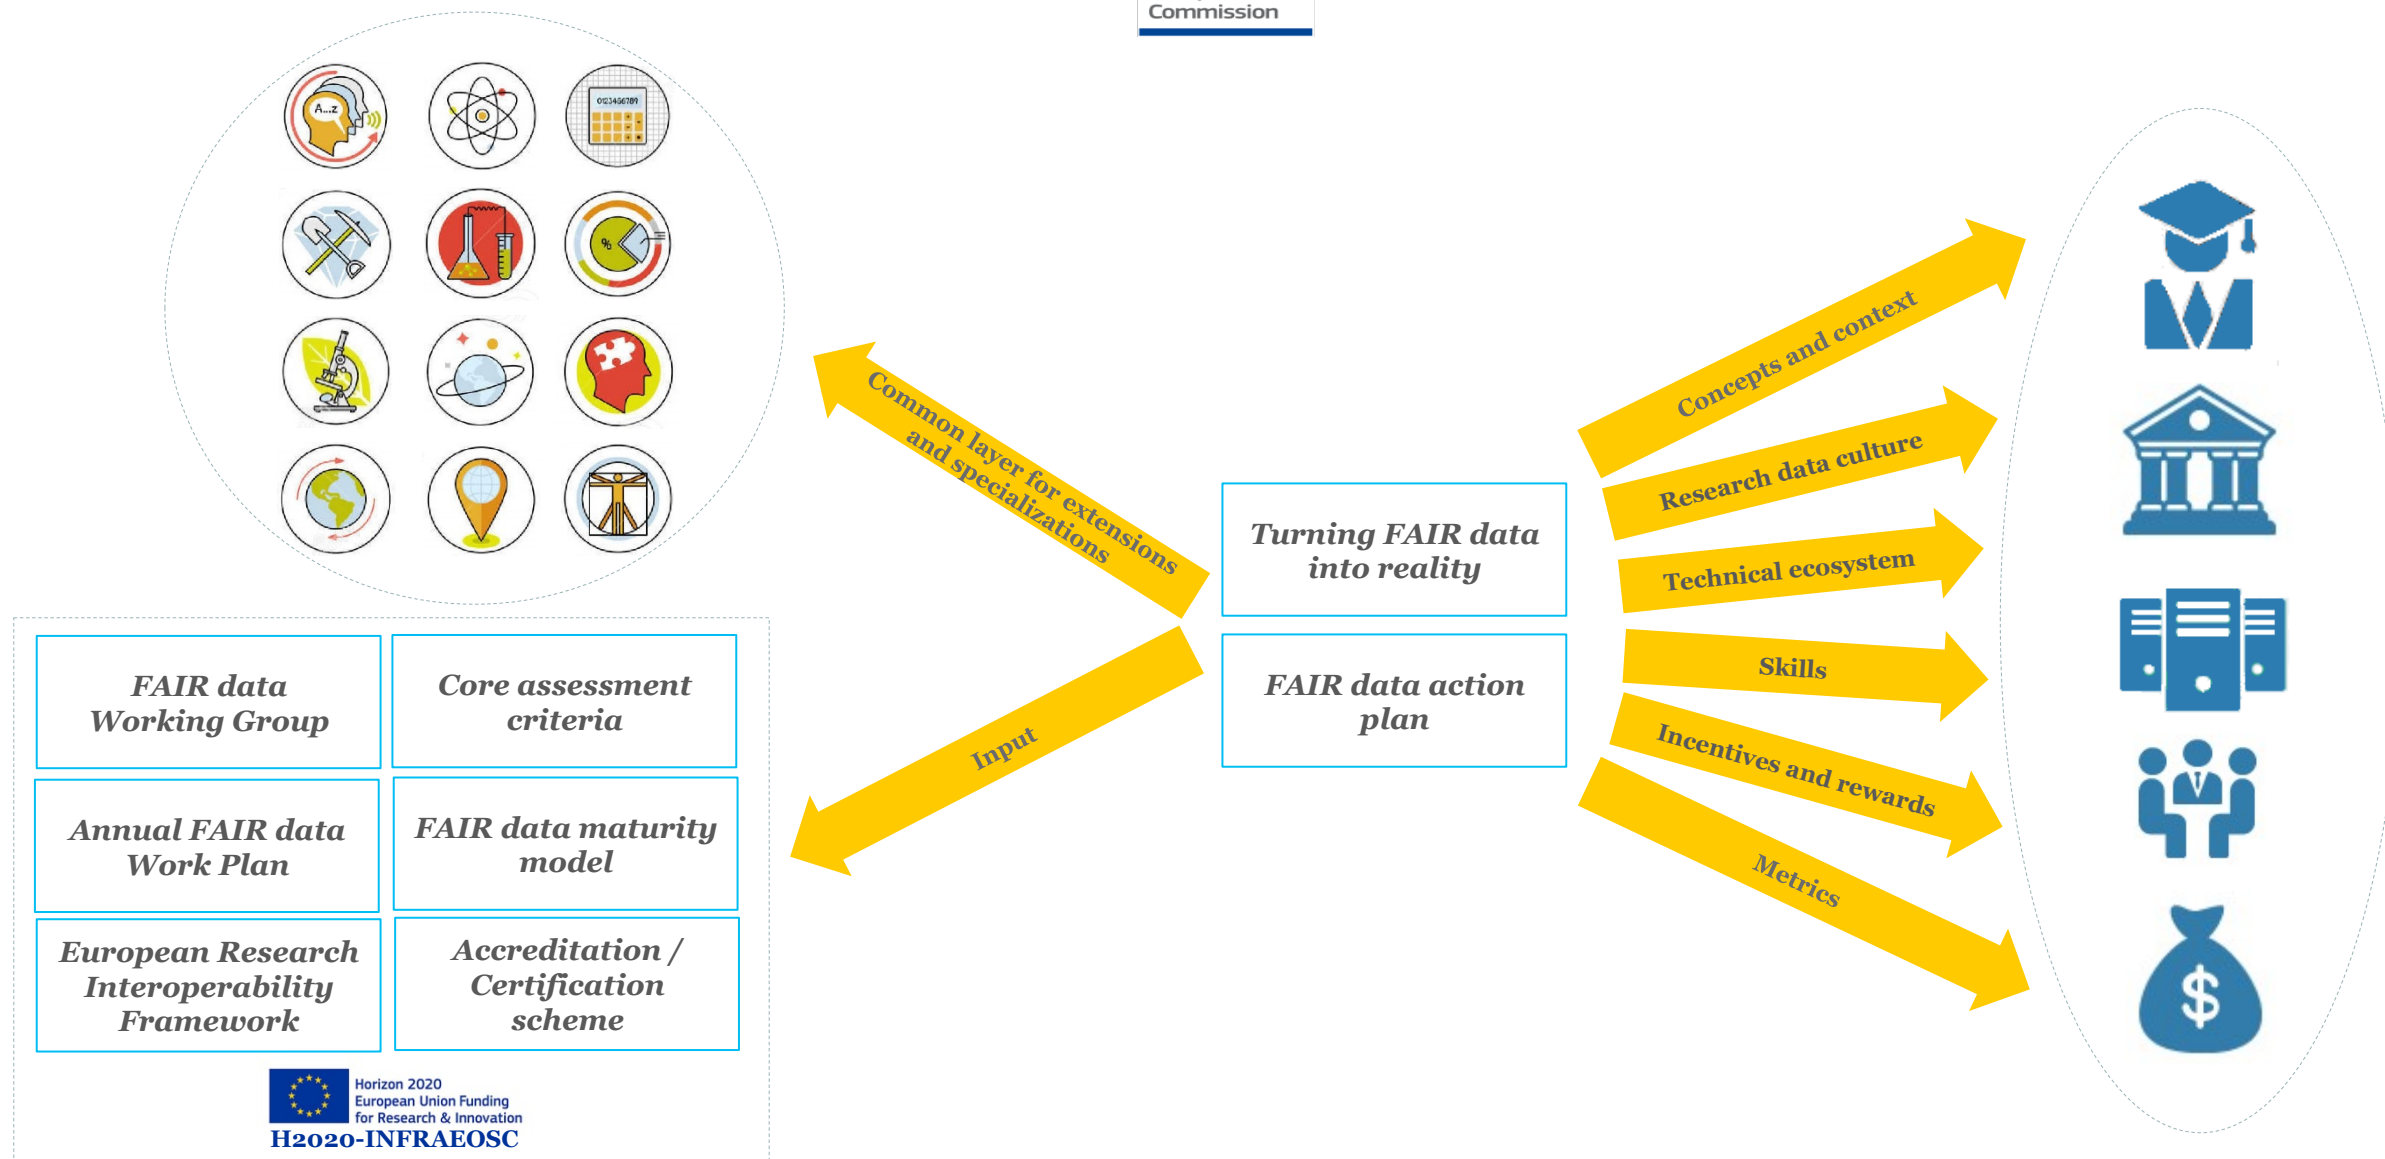 Commission
A...z
0123456789
%
Common layer for extensions
and specializations
Input
Turning FAIR data
into reality
FAIR data action
plan
Concepts and context
Research data culture
Technical ecosystem
Skills
Incentives and rewards
Metrics
$
FAIR data
Working Group
Core assessment
criteria
Annual FAIR data
Work Plan
FAIR data maturity
model
European Research
Interoperability
Framework
Accreditation /
Certification
scheme
Horizon 2020
European Union Funding
for Research & Innovation
H2020-INFRAEOSC